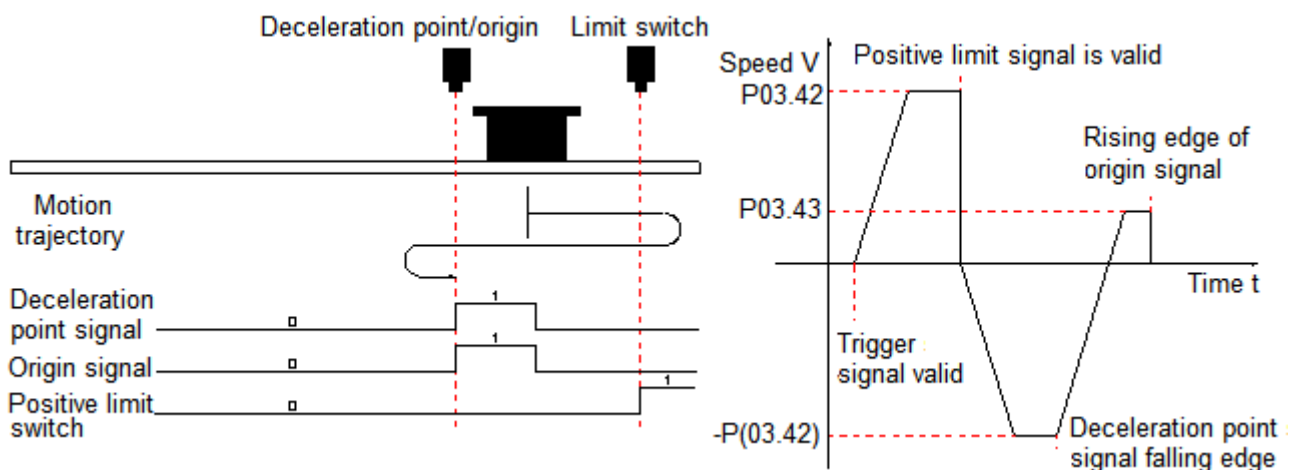 Deceleration point/origin
Limit switch
Motion
trajectory
Deceleration
point signal
0
1
Origin signal
0
1
Positive limit
switch
0
1
Speed V
Positive limit signal is valid
P03.42
Rising edge of
origin signal
P03.43
Time t
Trigger
signal valid
-P(03.42)
Deceleration point
signal falling edge